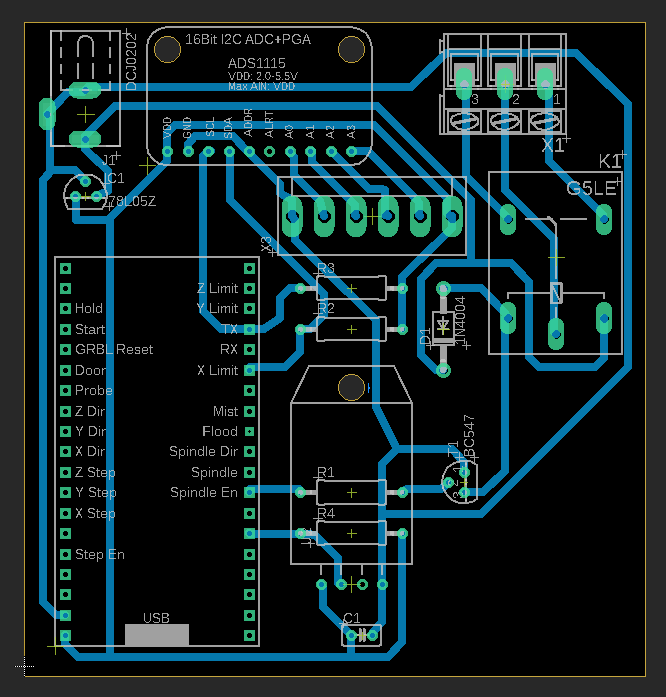 16Bit I2C ADC+PGA
ADS1115
VDD: 2.0-5.5V
Max AIN: VDD
VDD
GND
SCL
SDA
ADDR
ALRT
A0
A1
A2
A3
DCJ0202
J1
IC1
78L05Z
3
2
1
X1
K1
G5LE
X3
R3
R2
D1
1N4004
Z Limit
Y Limit
Hold
Start
TX
GRBL Reset
RX
Door
X Limit
Probe
Z Dir
Mist
Y Dir
Flood
X Dir
Spindle Dir
Z Step
Spindle
Y Step
Spindle En
X Step
Step En
USB
R1
R4
T1
BC547
1
2
3
C1